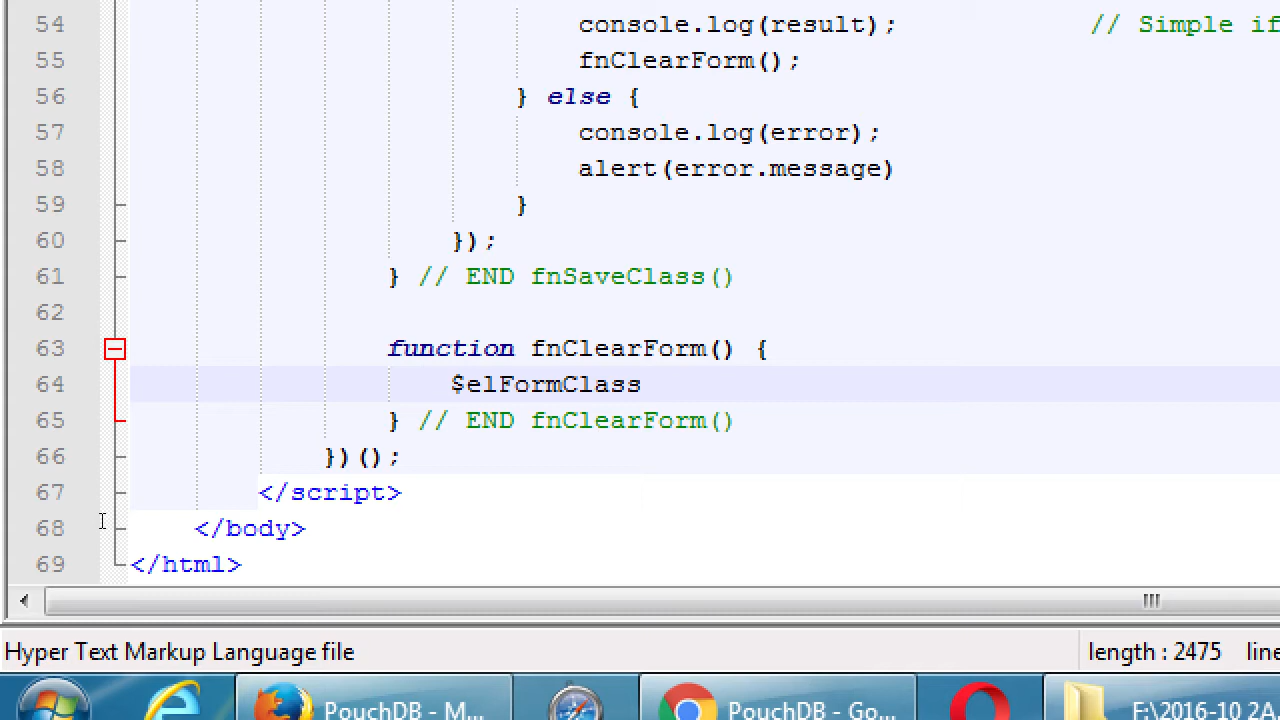 54 console.log(result); // Simple if
55 fnClearForm();
56 } else {
57 console.log(error);
58 alert(error.message)
59 }
60 });
61 } // END fnSaveClass()
62
63 function fnClearForm() {
64 $elFormClass
65 } // END fnClearForm()
66 })();
67 </script>
68 </body>
69 </html>
Hyper Text Markup Language file length : 2475 line
PouchDB - M... PouchDB - Go... F:\2016-10 2A